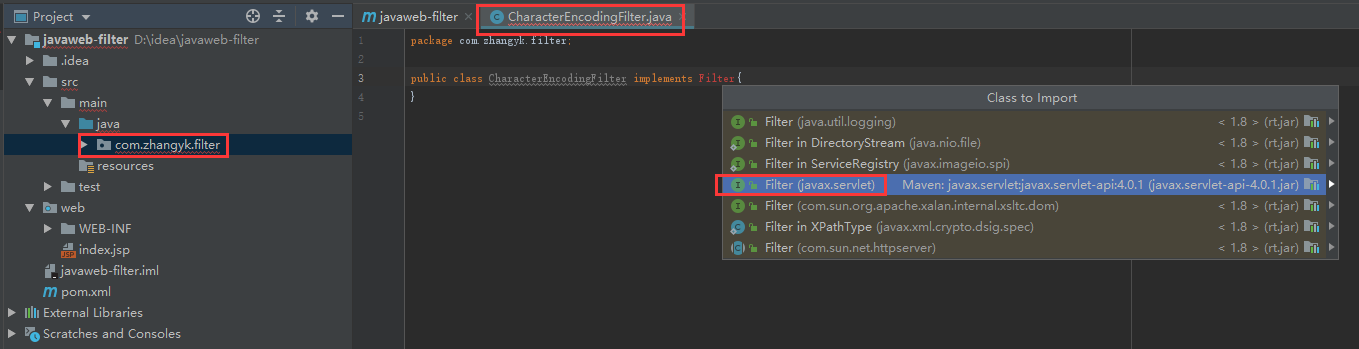 Project
javaweb-filter D:\idea\javaweb-filter
.idea
src
main
java
com.zhangyk.filter
resources
test
web
WEB-INF
JSP index.jsp
javaweb-filter.iml
m pom.xml
External Libraries
Scratches and Consoles
m javaweb-filter × C CharacterEncodingFilter.java ×
1 package com.zhangyk.filter;
2
3 public class CharacterEncodingFilter implements Filter{
4 }
5
Class to Import
I Filter (java.util.logging) < 1.8 > (rt.jar)
I Filter in DirectoryStream (java.nio.file) < 1.8 > (rt.jar)
I Filter in ServiceRegistry (javax.imageio.spi) < 1.8 > (rt.jar)
I Filter (javax.servlet) Maven: javax.servlet:javax.servlet-api:4.0.1 (javax.servlet-api-4.0.1.jar)
I Filter (com.sun.org.apache.xalan.internal.xsltc.dom) < 1.8 > (rt.jar)
C Filter in XPathType (javax.xml.crypto.dsig.spec) < 1.8 > (rt.jar)
C Filter (com.sun.net.httpserver) < 1.8 > (rt.jar)